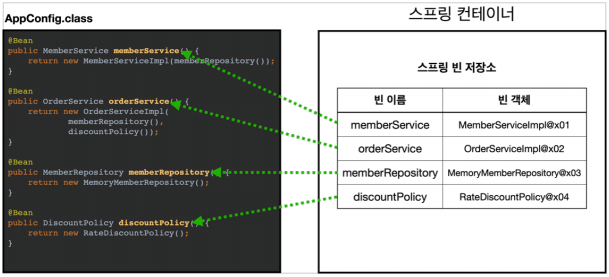 AppConfig.class
@Bean
public MemberService memberService() {
return new MemberServiceImpl(memberRepository());
}
@Bean
public OrderService orderService() {
return new OrderServiceImpl(
memberRepository(),
discountPolicy());
}
@Bean
public MemberRepository memberRepository() {
return new MemoryMemberRepository();
}
@Bean
public DiscountPolicy discountPolicy() {
return new RateDiscountPolicy();
}
스프링 컨테이너
스프링 빈 저장소
빈 이름 빈 객체
memberService MemberServiceImpl@x01
orderService OrderServiceImpl@x02
memberRepository MemoryMemberRepository@x03
discountPolicy RateDiscountPolicy@x04